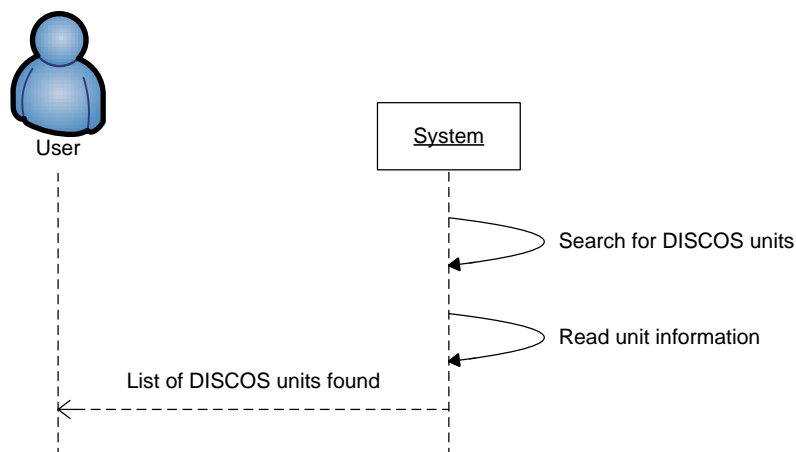 User
System
Search for DISCOS units
Read unit information
List of DISCOS units found